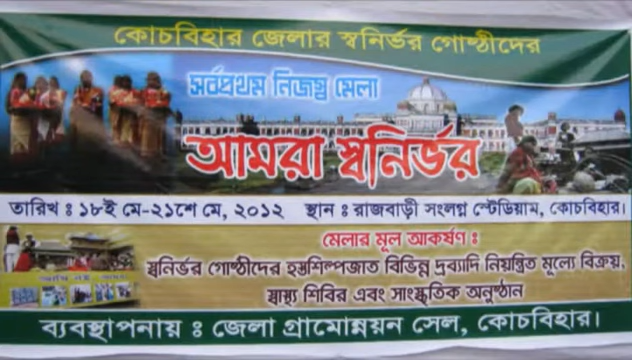 কোচবিহার জেলার স্বনির্ভর গোষ্ঠীদের
সর্বপ্রথম নিজস্ব মেলা
আমরা স্বনির্ভর
তারিখ : ১৮ই মে-২১শে মে, ২০১২ স্থান : রাজবাড়ী সংলগ্ন স্টেডিয়াম, কোচবিহার।
মেলার মূল আকর্ষণ :
স্বনির্ভর গোষ্ঠীদের হস্তশিল্পজাত বিভিন্ন দ্রব্যাদি নিয়ন্ত্রিত মূল্যে বিক্রয়,
স্বাস্থ্য শিবির এবং সাংস্কৃতিক অনুষ্ঠান
ব্যবস্থাপনায় : জেলা গ্রামোন্নয়ন সেল, কোচবিহার।